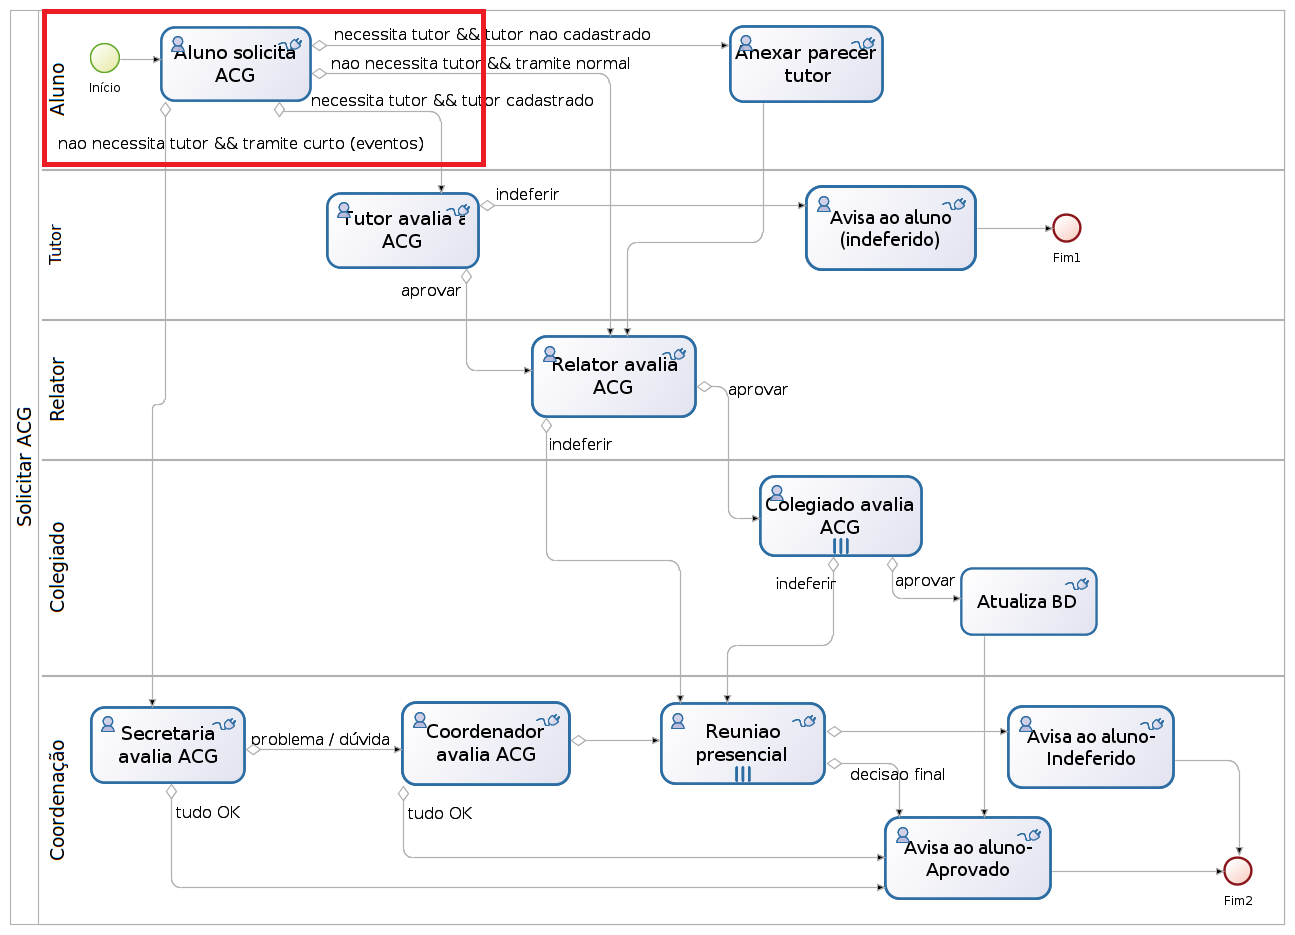 Solicitar ACG
Aluno
Início
Aluno solicita
ACG
necessita tutor && tutor nao cadastrado
nao necessita tutor && tramite normal
necessita tutor && tutor cadastrado
nao necessita tutor && tramite curto (eventos)
Anexar parecer
tutor
Tutor
Tutor avalia a
ACG
indeferir
aprovar
Avisa ao aluno
(indeferido)
Fim1
Relator
Relator avalia
ACG
aprovar
indeferir
Colegiado
Colegiado avalia
ACG
indeferir
aprovar
Atualiza BD
Coordenação
Secretaria
avalia ACG
problema / dúvida
tudo OK
Coordenador
avalia ACG
tudo OK
Reuniao
presencial
decisao final
Avisa ao aluno-
Indeferido
Avisa ao aluno-
Aprovado
Fim2